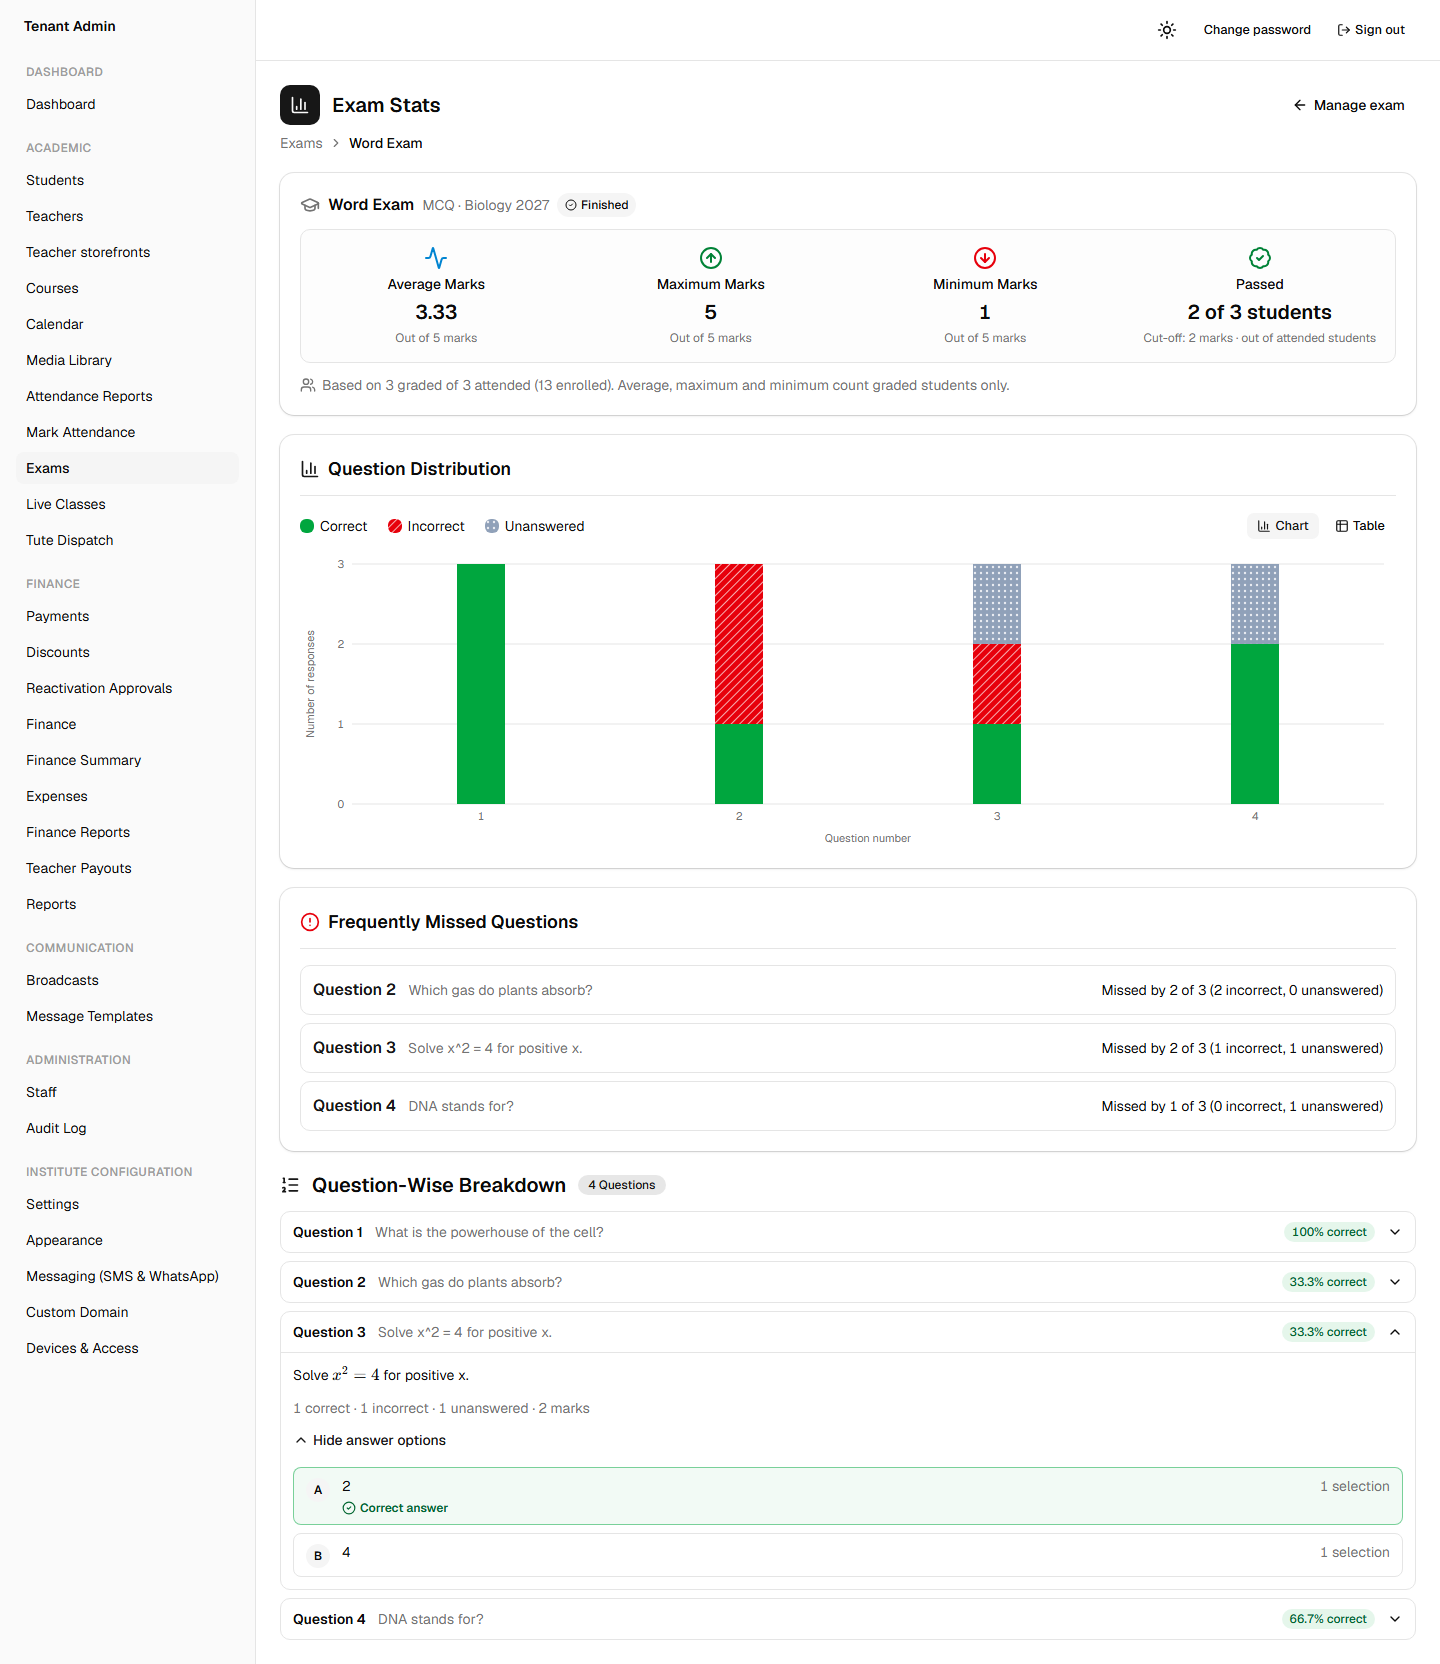 Tenant Admin
DASHBOARD
Dashboard
ACADEMIC
Students
Teachers
Teacher storefronts
Courses
Calendar
Media Library
Attendance Reports
Mark Attendance
Exams
Live Classes
Tute Dispatch
FINANCE
Payments
Discounts
Reactivation Approvals
Finance
Finance Summary
Expenses
Finance Reports
Teacher Payouts
Reports
COMMUNICATION
Broadcasts
Message Templates
ADMINISTRATION
Staff
Audit Log
INSTITUTE CONFIGURATION
Settings
Appearance
Messaging (SMS & WhatsApp)
Custom Domain
Devices & Access
Change password Sign out
Exam Stats
Manage exam
Exams > Word Exam
Word Exam MCQ · Biology 2027 Finished
Average Marks
3.33
Out of 5 marks
Maximum Marks
5
Out of 5 marks
Minimum Marks
1
Out of 5 marks
Passed
2 of 3 students
Cut-off: 2 marks · out of attended students
Based on 3 graded of 3 attended (13 enrolled). Average, maximum and minimum count graded students only.
Question Distribution
Correct Incorrect Unanswered
Chart Table
Number of responses
3
2
1
0
1 2 3 4
Question number
Frequently Missed Questions
Question 2 Which gas do plants absorb? Missed by 2 of 3 (2 incorrect, 0 unanswered)
Question 3 Solve x^2 = 4 for positive x. Missed by 2 of 3 (1 incorrect, 1 unanswered)
Question 4 DNA stands for? Missed by 1 of 3 (0 incorrect, 1 unanswered)
Question-Wise Breakdown 4 Questions
Question 1 What is the powerhouse of the cell? 100% correct
Question 2 Which gas do plants absorb? 33.3% correct
Question 3 Solve x^2 = 4 for positive x. 33.3% correct
Solve x² = 4 for positive x.
1 correct · 1 incorrect · 1 unanswered · 2 marks
Hide answer options
A 2 1 selection
Correct answer
B 4 1 selection
Question 4 DNA stands for? 66.7% correct